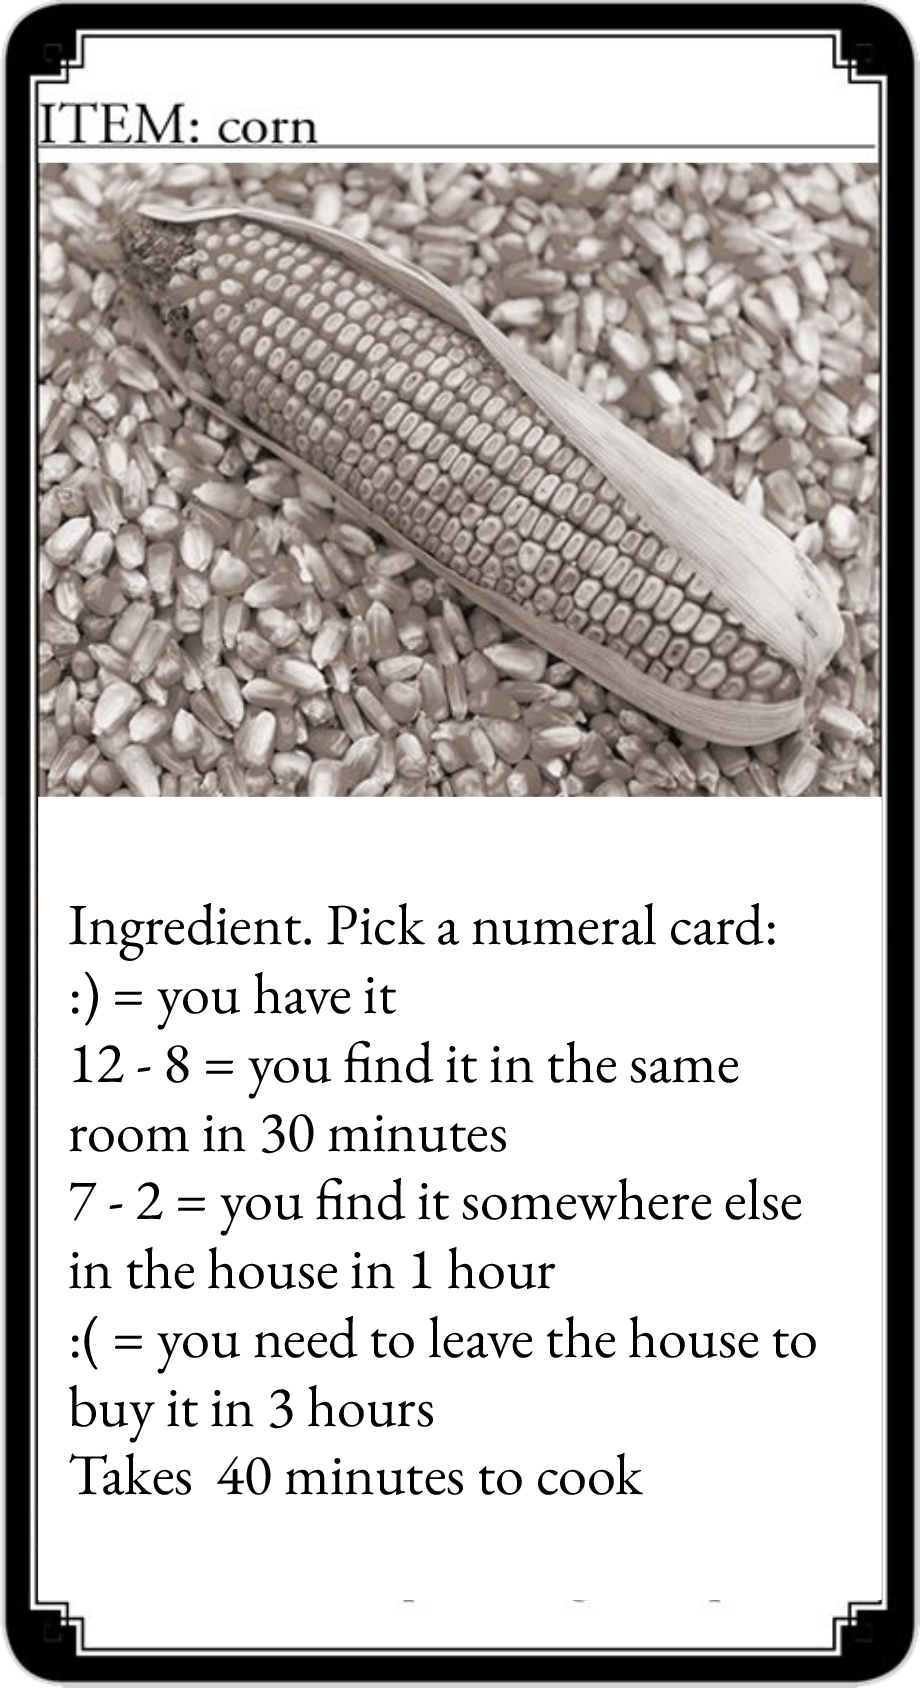 ITEM: corn
Ingredient. Pick a numeral card:
:) = you have it
12 - 8 = you find it in the same
room in 30 minutes
7 - 2 = you find it somewhere else
in the house in 1 hour
:( = you need to leave the house to
buy it in 3 hours
Takes  40 minutes to cook